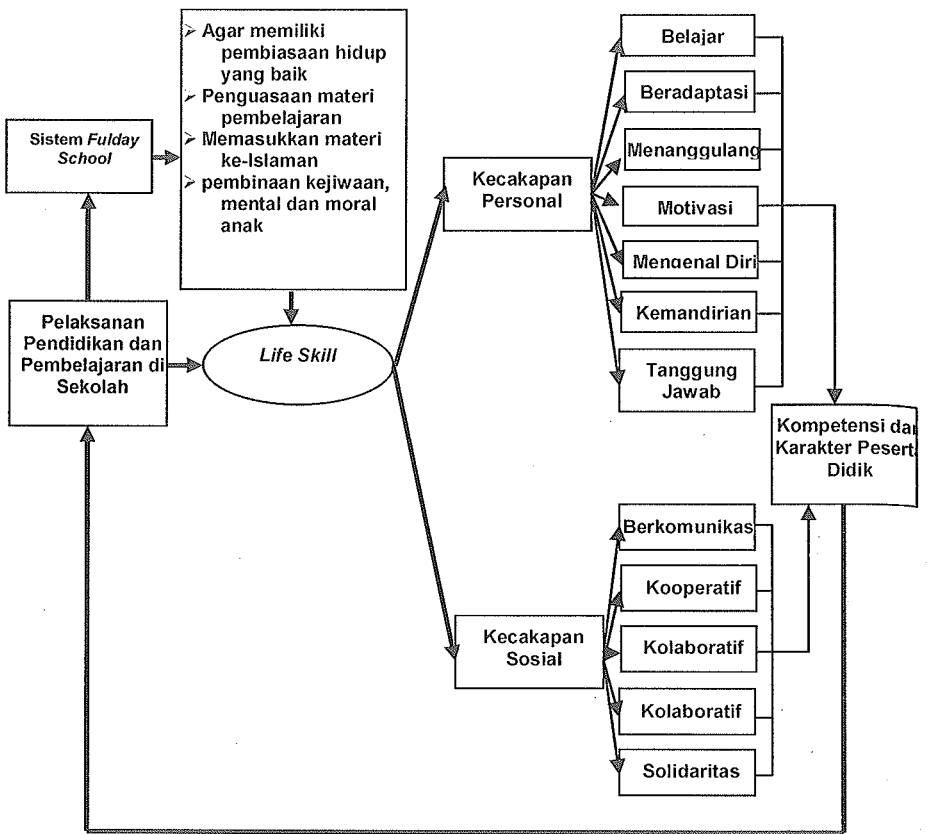 Sistem Fulday
School
➢ Agar memiliki
pembiasaan hidup
yang baik
➢ Penguasaan materi
pembelajaran
➢ Memasukkan materi
ke-Islaman
➢ pembinaan kejiwaan,
mental dan moral
anak
Pelaksanan
Pendidikan dan
Pembelajaran di
Sekolah
Life Skill
Kecakapan
Personal
Belajar
Beradaptasi
Menanggulang
Motivasi
Mengenal Diri
Kemandirian
Tanggung
Jawab
Kecakapan
Sosial
Berkomunikas
Kooperatif
Kolaboratif
Kolaboratif
Solidaritas
Kompetensi dan
Karakter Pesert
Didik